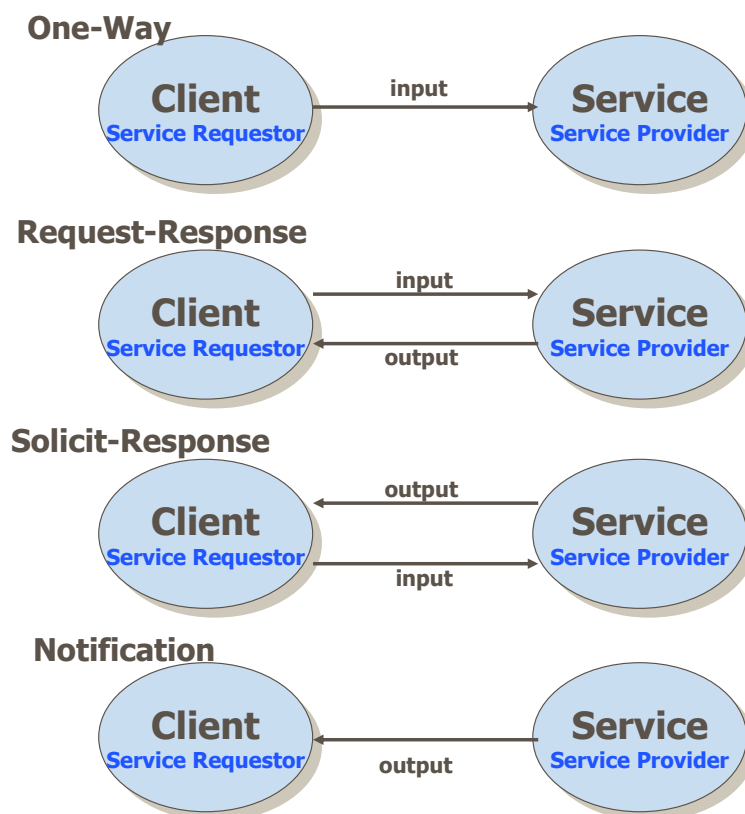 One-Way
Client
Service Requestor
input
Service
Service Provider
Request-Response
Client
Service Requestor
input
output
Service
Service Provider
Solicit-Response
Client
Service Requestor
output
input
Service
Service Provider
Notification
Client
Service Requestor
output
Service
Service Provider